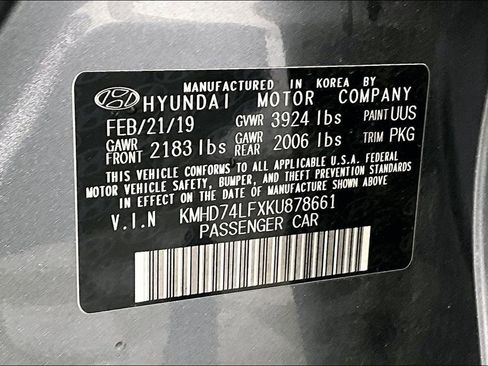 MANUFACTURED IN KOREA BY
HYUNDAI MOTOR COMPANY
FEB/21/19 GVWR 3924 lbs PAINT UUS
GAWR FRONT 2183 lbs GAWR REAR 2006 lbs TRIM PKG
THIS VEHICLE CONFORMS TO ALL APPLICABLE U.S.A. FEDERAL
MOTOR VEHICLE SAFETY, BUMPER, AND THEFT PREVENTION STANDARDS
IN EFFECT ON THE DATE OF MANUFACTURE SHOWN ABOVE
V.I.N KMHD74LFXKU878661
PASSENGER CAR